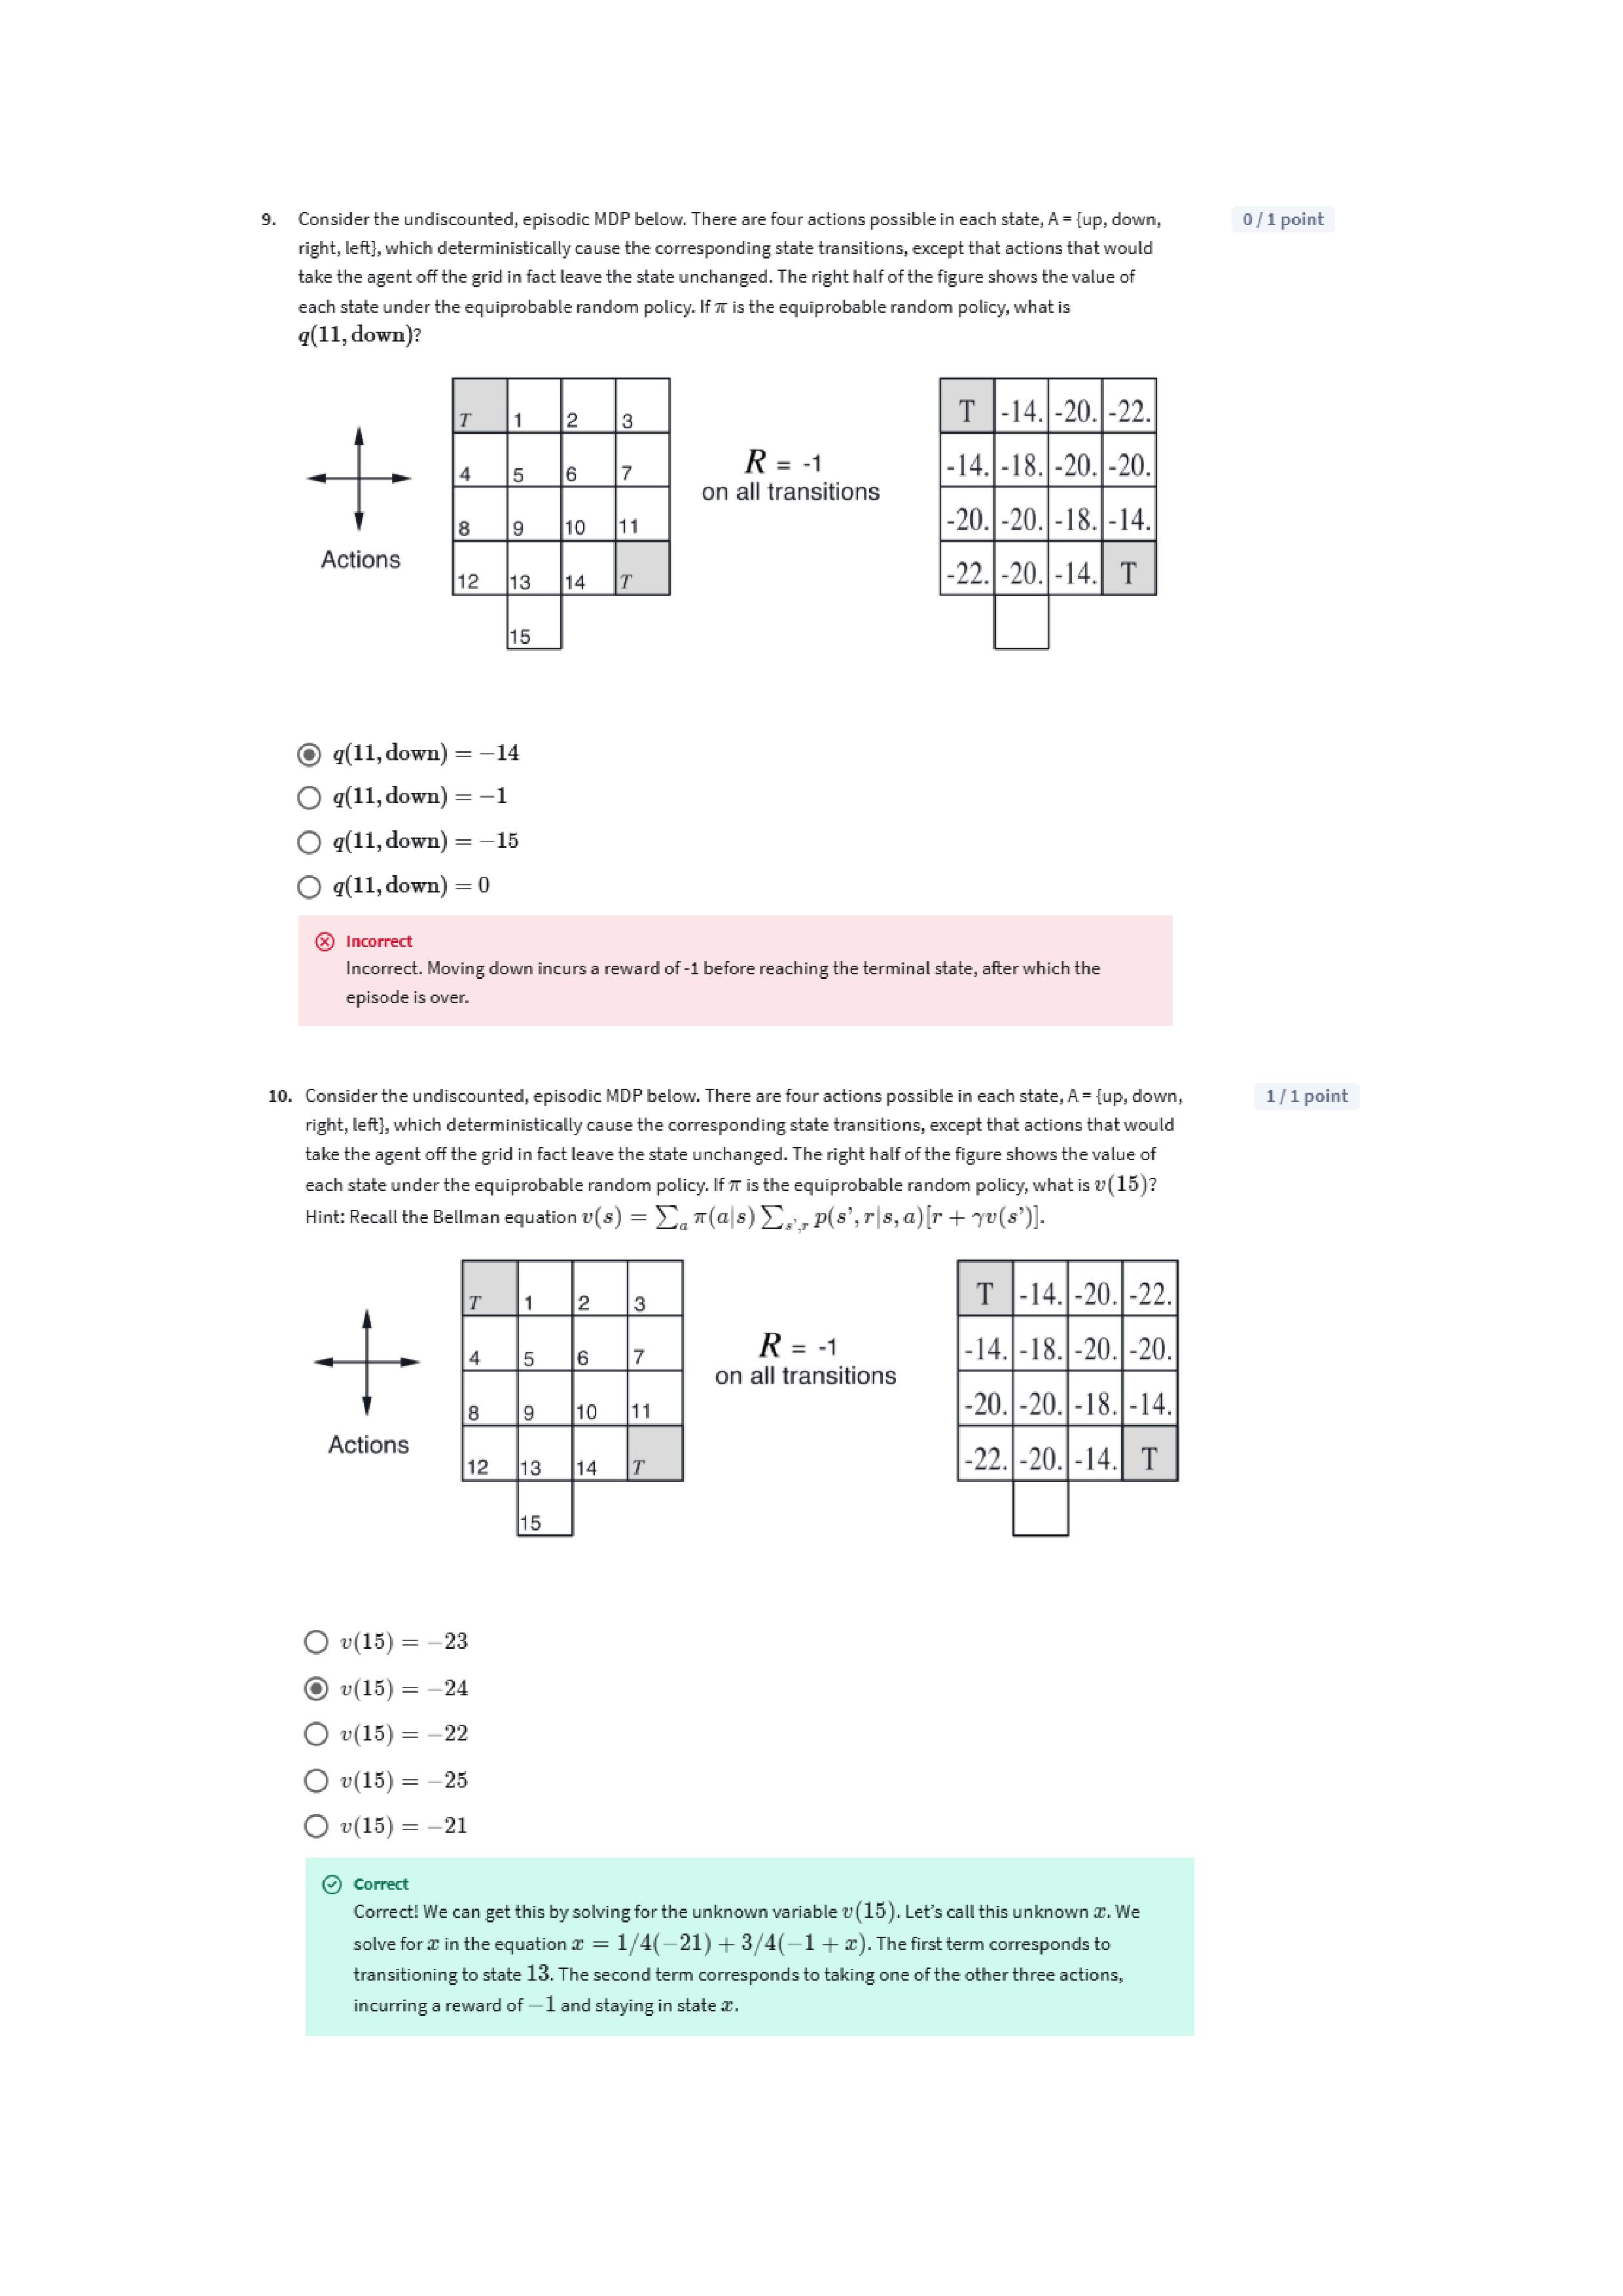 9. Consider the undiscounted, episodic MDP below. There are four actions possible in each state, A = {up, down,
0 / 1 point
right, left}, which deterministically cause the corresponding state transitions, except that actions that would
take the agent off the grid in fact leave the state unchanged. The right half of the figure shows the value of
each state under the equiprobable random policy. If π is the equiprobable random policy, what is
q(11, down)?
T 1 2 3
4 5 6 7
8 9 10 11
12 13 14 T
15
Actions
R = -1
on all transitions
T -14. -20. -22.
-14. -18. -20. -20.
-20. -20. -18. -14.
-22. -20. -14. T
q(11, down) = −14
q(11, down) = −1
q(11, down) = −15
q(11, down) = 0
Incorrect
Incorrect. Moving down incurs a reward of -1 before reaching the terminal state, after which the
episode is over.
10. Consider the undiscounted, episodic MDP below. There are four actions possible in each state, A = {up, down,
1 / 1 point
right, left}, which deterministically cause the corresponding state transitions, except that actions that would
take the agent off the grid in fact leave the state unchanged. The right half of the figure shows the value of
each state under the equiprobable random policy. If π is the equiprobable random policy, what is v(15)?
Hint: Recall the Bellman equation v(s) = ∑a π(a|s) ∑s',r p(s', r|s, a)[r + γv(s')].
T 1 2 3
4 5 6 7
8 9 10 11
12 13 14 T
15
Actions
R = -1
on all transitions
T -14. -20. -22.
-14. -18. -20. -20.
-20. -20. -18. -14.
-22. -20. -14. T
v(15) = −23
v(15) = −24
v(15) = −22
v(15) = −25
v(15) = −21
Correct
Correct! We can get this by solving for the unknown variable v(15). Let's call this unknown x. We
solve for x in the equation x = 1/4(−21) + 3/4(−1 + x). The first term corresponds to
transitioning to state 13. The second term corresponds to taking one of the other three actions,
incurring a reward of −1 and staying in state x.